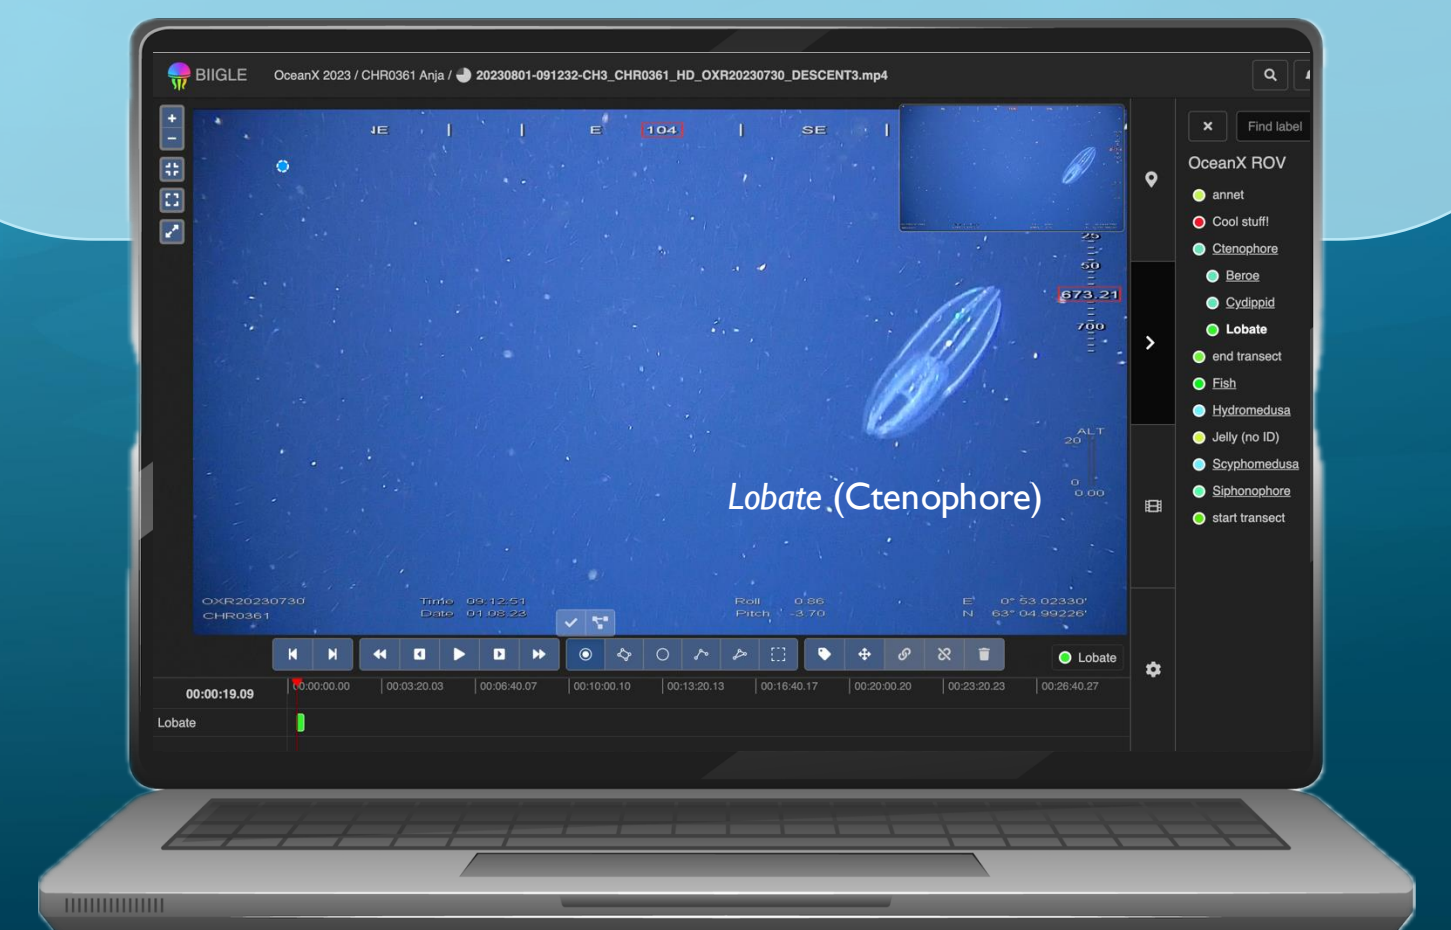 BIIGLE
OceanX 2023 / CHR0361 Anja / 20230801-091232-CH3_CHR0361_HD_OXR20230730_DESCENT3.mp4
E 104 SE
Find label
OceanX ROV
annet
Cool stuff!
Ctenophore
Beroe
Cydippid
Lobate
end transect
Fish
Hydromedusa
Jelly (no ID)
Scyphomedusa
Siphonophore
start transect
25
50
673.21
700
ALT
20
0
0.00
Lobate (Ctenophore)
OXR20230730 Time 09:12:51 Roll 0.86 E 0° 53.02330'
CHR0361 Date 01.08.23 Pitch -3.70 N 63° 04.99226'
Lobate
00:00:19.09 00:00:00.00 00:03:20.03 00:06:40.07 00:10:00.10 00:13:20.13 00:16:40.17 00:20:00.20 00:23:20.23 00:26:40.27
Lobate